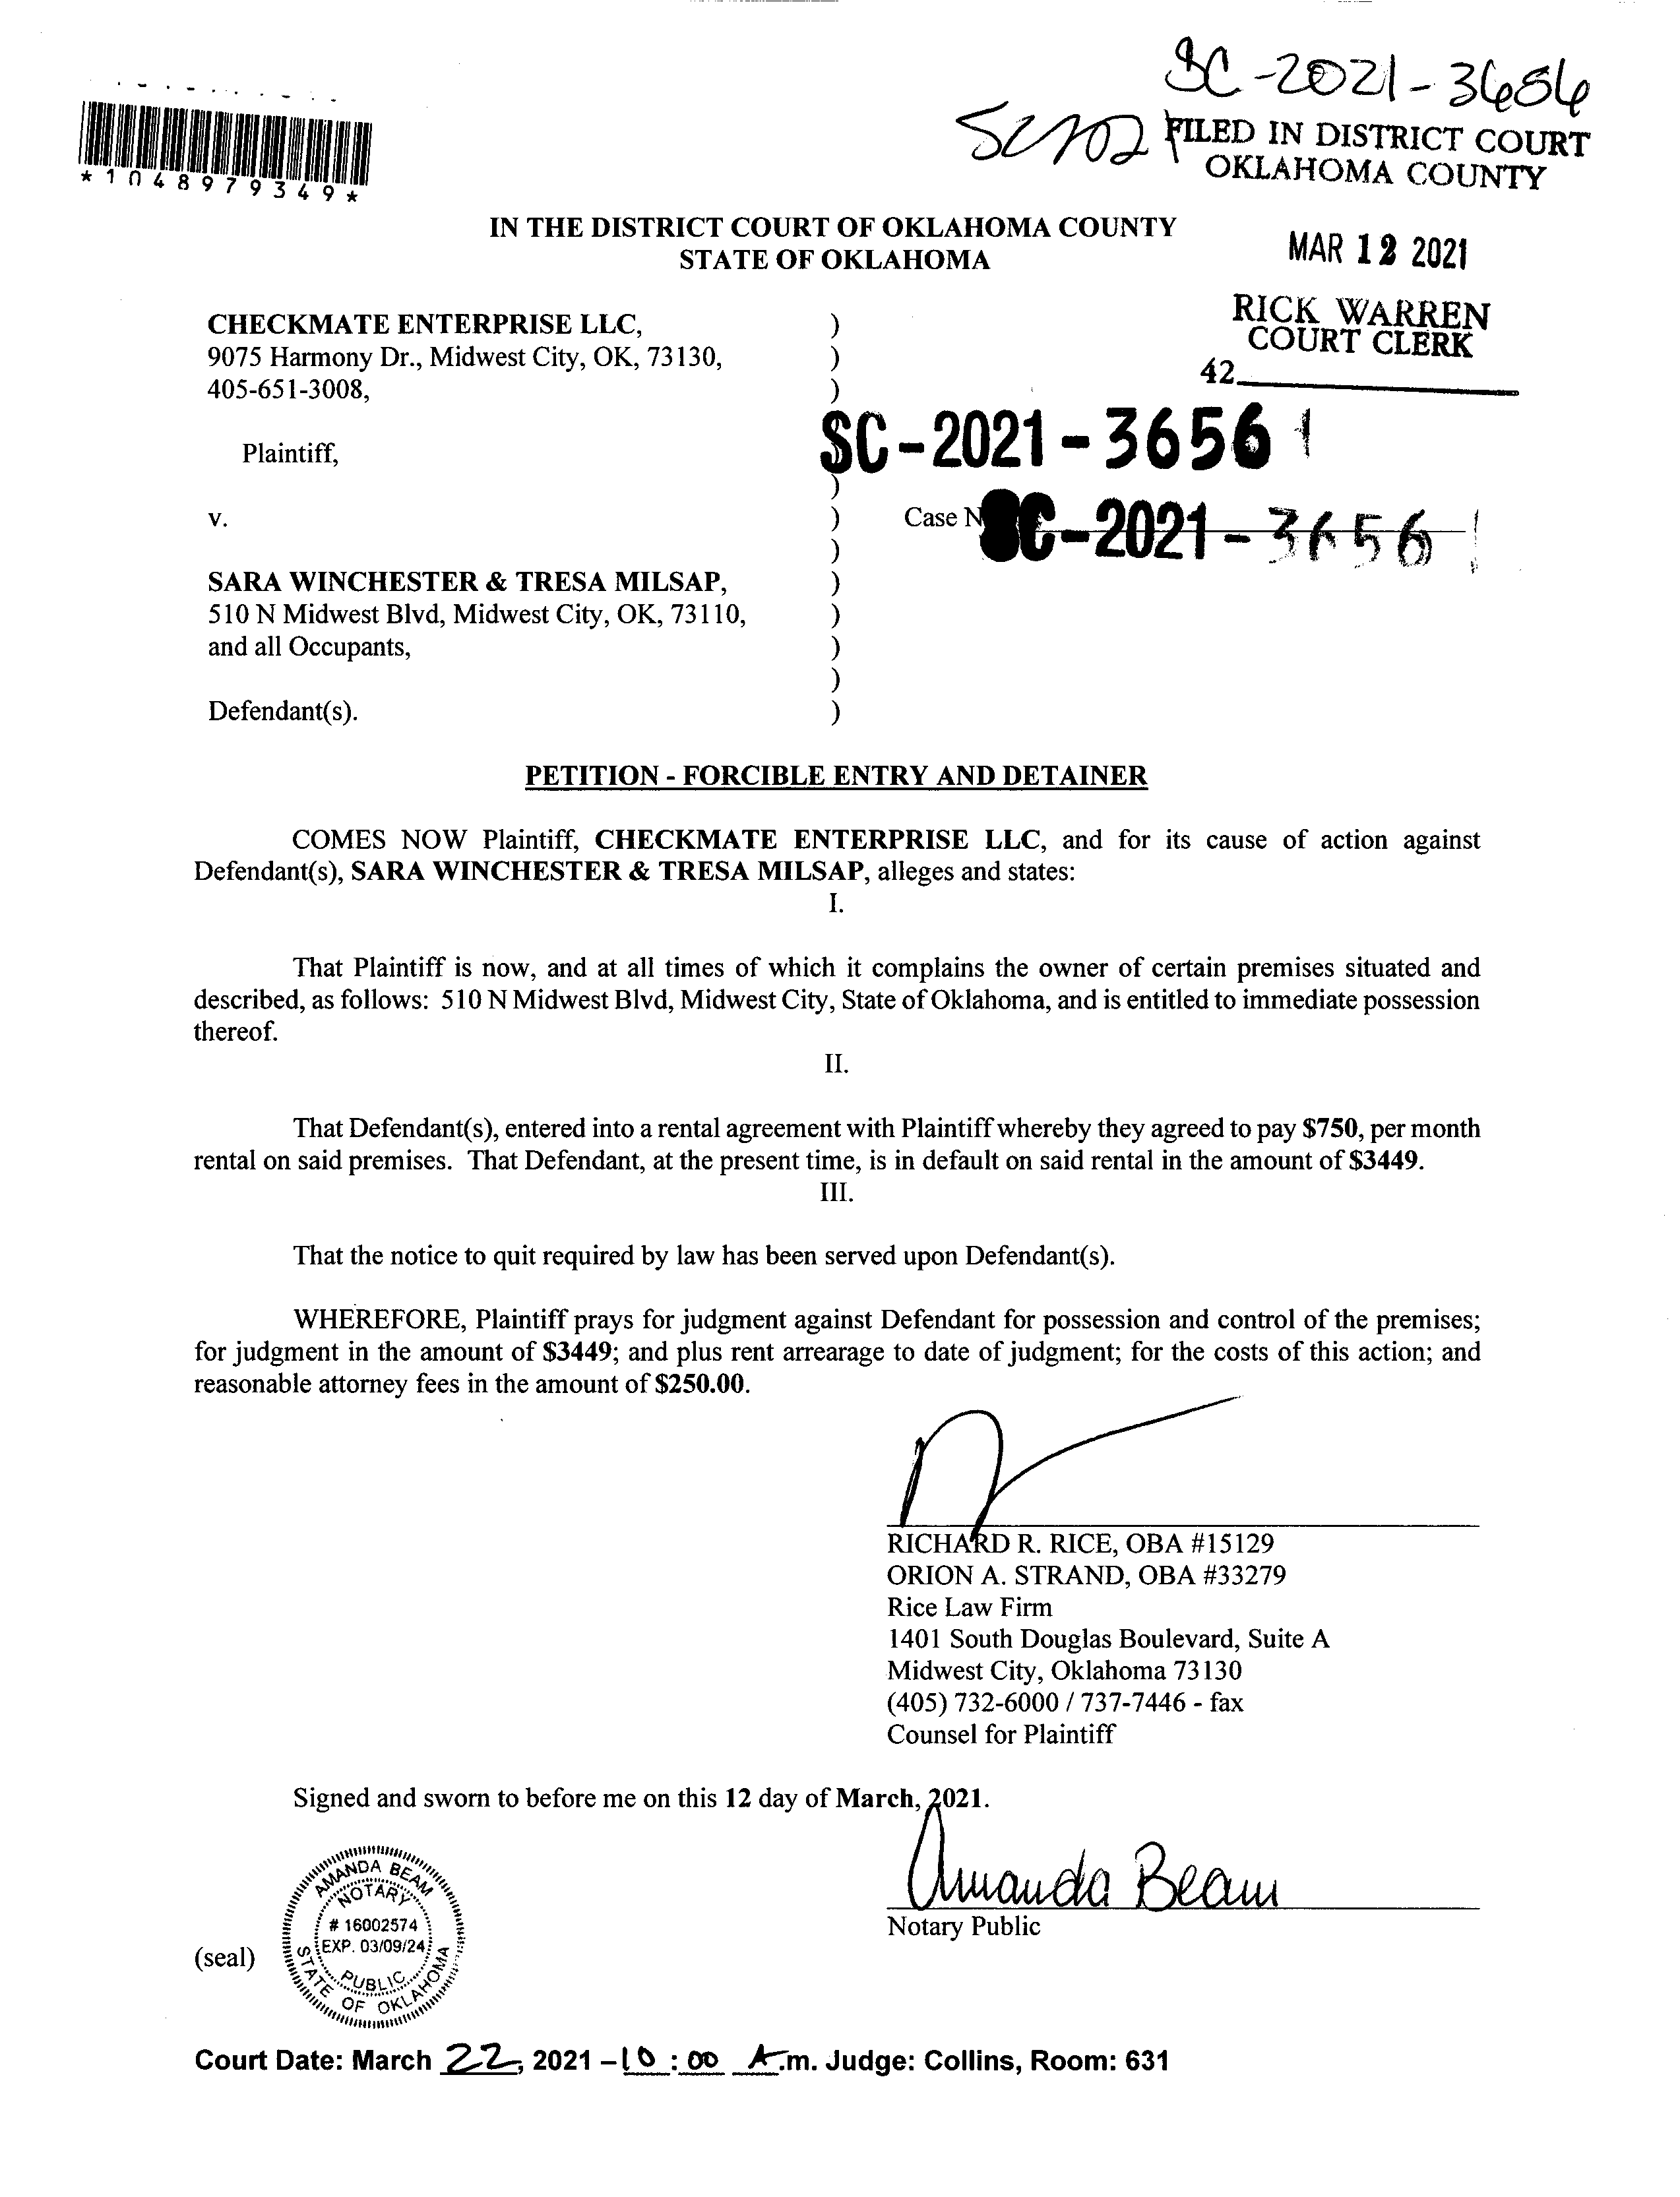 SC-2021-3656
SC102
FILED IN DISTRICT COURT
OKLAHOMA COUNTY
*1048979349*
IN THE DISTRICT COURT OF OKLAHOMA COUNTY
STATE OF OKLAHOMA
MAR 12 2021
RICK WARREN
COURT CLERK
42
CHECKMATE ENTERPRISE LLC, )
9075 Harmony Dr., Midwest City, OK, 73130, )
405-651-3008, )
SC-2021-3656
Plaintiff,
)
v. ) Case N
SC-2021-3656
)
SARA WINCHESTER & TRESA MILSAP, )
510 N Midwest Blvd, Midwest City, OK, 73110, )
and all Occupants, )
)
Defendant(s). )
PETITION - FORCIBLE ENTRY AND DETAINER
COMES NOW Plaintiff, CHECKMATE ENTERPRISE LLC, and for its cause of action against
Defendant(s), SARA WINCHESTER & TRESA MILSAP, alleges and states:
I.
That Plaintiff is now, and at all times of which it complains the owner of certain premises situated and
described, as follows: 510 N Midwest Blvd, Midwest City, State of Oklahoma, and is entitled to immediate possession
thereof.
II.
That Defendant(s), entered into a rental agreement with Plaintiff whereby they agreed to pay $750, per month
rental on said premises. That Defendant, at the present time, is in default on said rental in the amount of $3449.
III.
That the notice to quit required by law has been served upon Defendant(s).
WHEREFORE, Plaintiff prays for judgment against Defendant for possession and control of the premises;
for judgment in the amount of $3449; and plus rent arrearage to date of judgment; for the costs of this action; and
reasonable attorney fees in the amount of $250.00.
RICHARD R. RICE, OBA #15129
ORION A. STRAND, OBA #33279
Rice Law Firm
1401 South Douglas Boulevard, Suite A
Midwest City, Oklahoma 73130
(405) 732-6000 / 737-7446 - fax
Counsel for Plaintiff
Signed and sworn to before me on this 12 day of March, 2021.
Amanda Beam
Notary Public
(seal)
AMANDA BEAM
NOTARY
# 16002574
EXP. 03/09/24
PUBLIC
STATE OF OKLAHOMA
Court Date: March 22, 2021 – 10 : 00 A.m. Judge: Collins, Room: 631